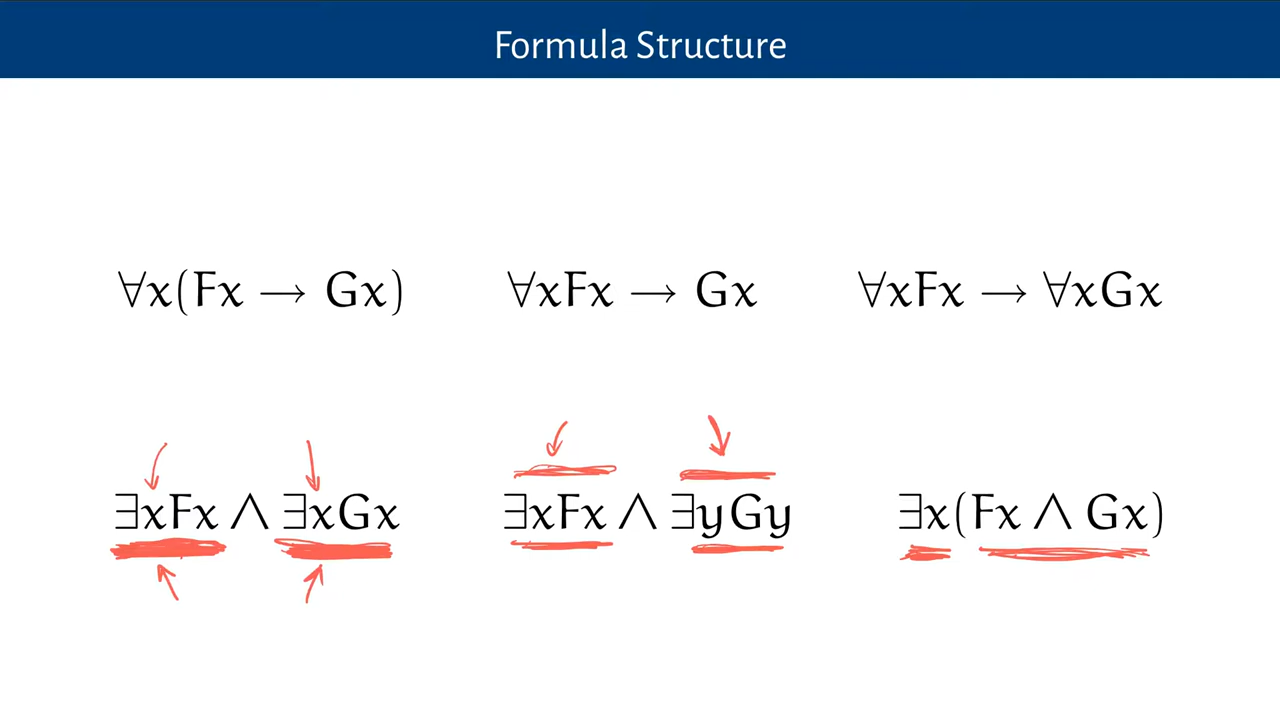 Formula Structure
∀x(Fx → Gx) ∀xFx → Gx ∀xFx → ∀xGx
∃xFx ∧ ∃xGx ∃xFx ∧ ∃yGy ∃x(Fx ∧ Gx)